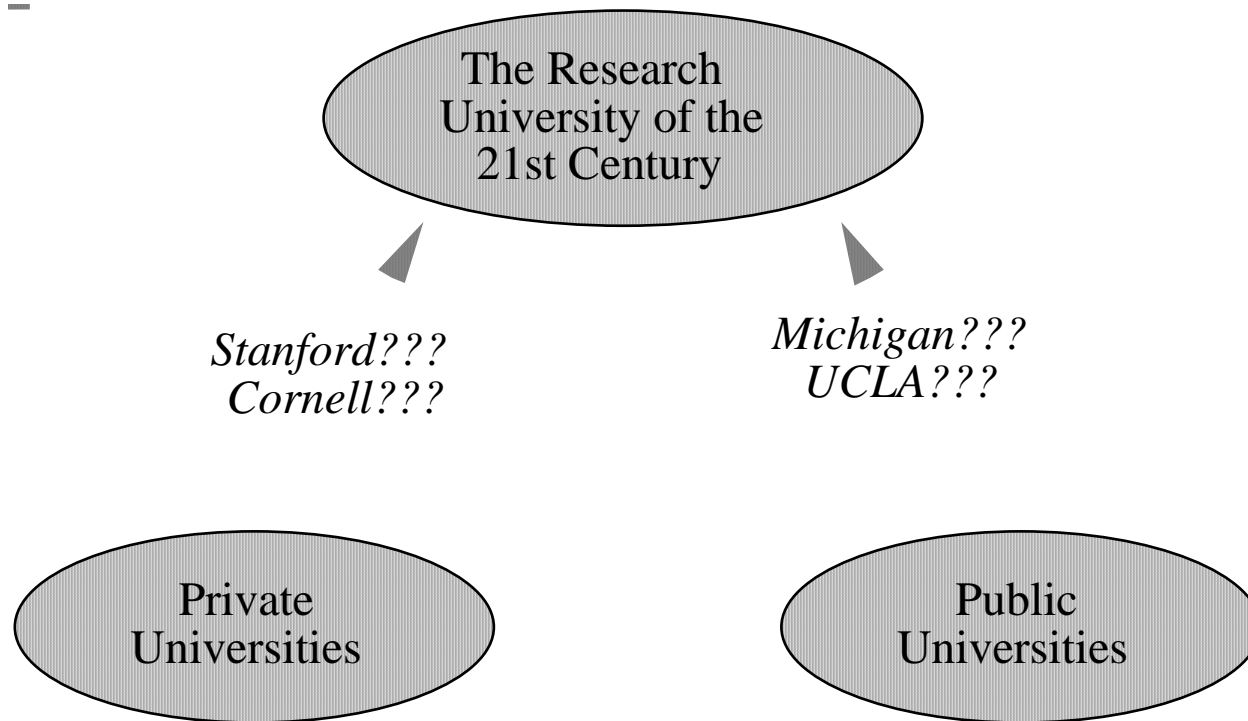 The Research
University of the
21st Century
Stanford???
Cornell???
Michigan???
UCLA???
Private
Universities
Public
Universities